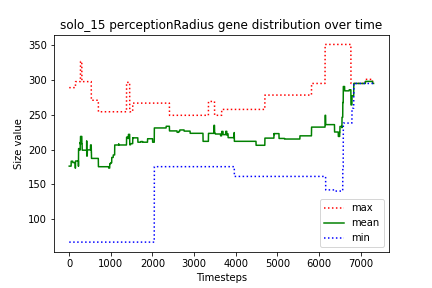 solo_15 perceptionRadius gene distribution over time
350
300
250
200
150
100
Size value
0 1000 2000 3000 4000 5000 6000 7000
Timesteps
max
mean
min